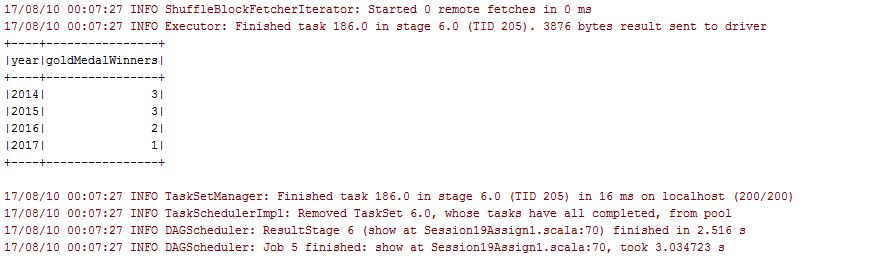 17/08/10 00:07:27 INFO ShuffleBlockFetcherIterator: Started 0 remote fetches in 0 ms
17/08/10 00:07:27 INFO Executor: Finished task 186.0 in stage 6.0 (TID 205). 3876 bytes result sent to driver
+----+----------------+
|year|goldMedalWinners|
+----+----------------+
|2014|               3|
|2015|               3|
|2016|               2|
|2017|               1|
+----+----------------+
17/08/10 00:07:27 INFO TaskSetManager: Finished task 186.0 in stage 6.0 (TID 205) in 16 ms on localhost (200/200)
17/08/10 00:07:27 INFO TaskSchedulerImpl: Removed TaskSet 6.0, whose tasks have all completed, from pool
17/08/10 00:07:27 INFO DAGScheduler: ResultStage 6 (show at Session19Assign1.scala:70) finished in 2.516 s
17/08/10 00:07:27 INFO DAGScheduler: Job 5 finished: show at Session19Assign1.scala:70, took 3.034723 s